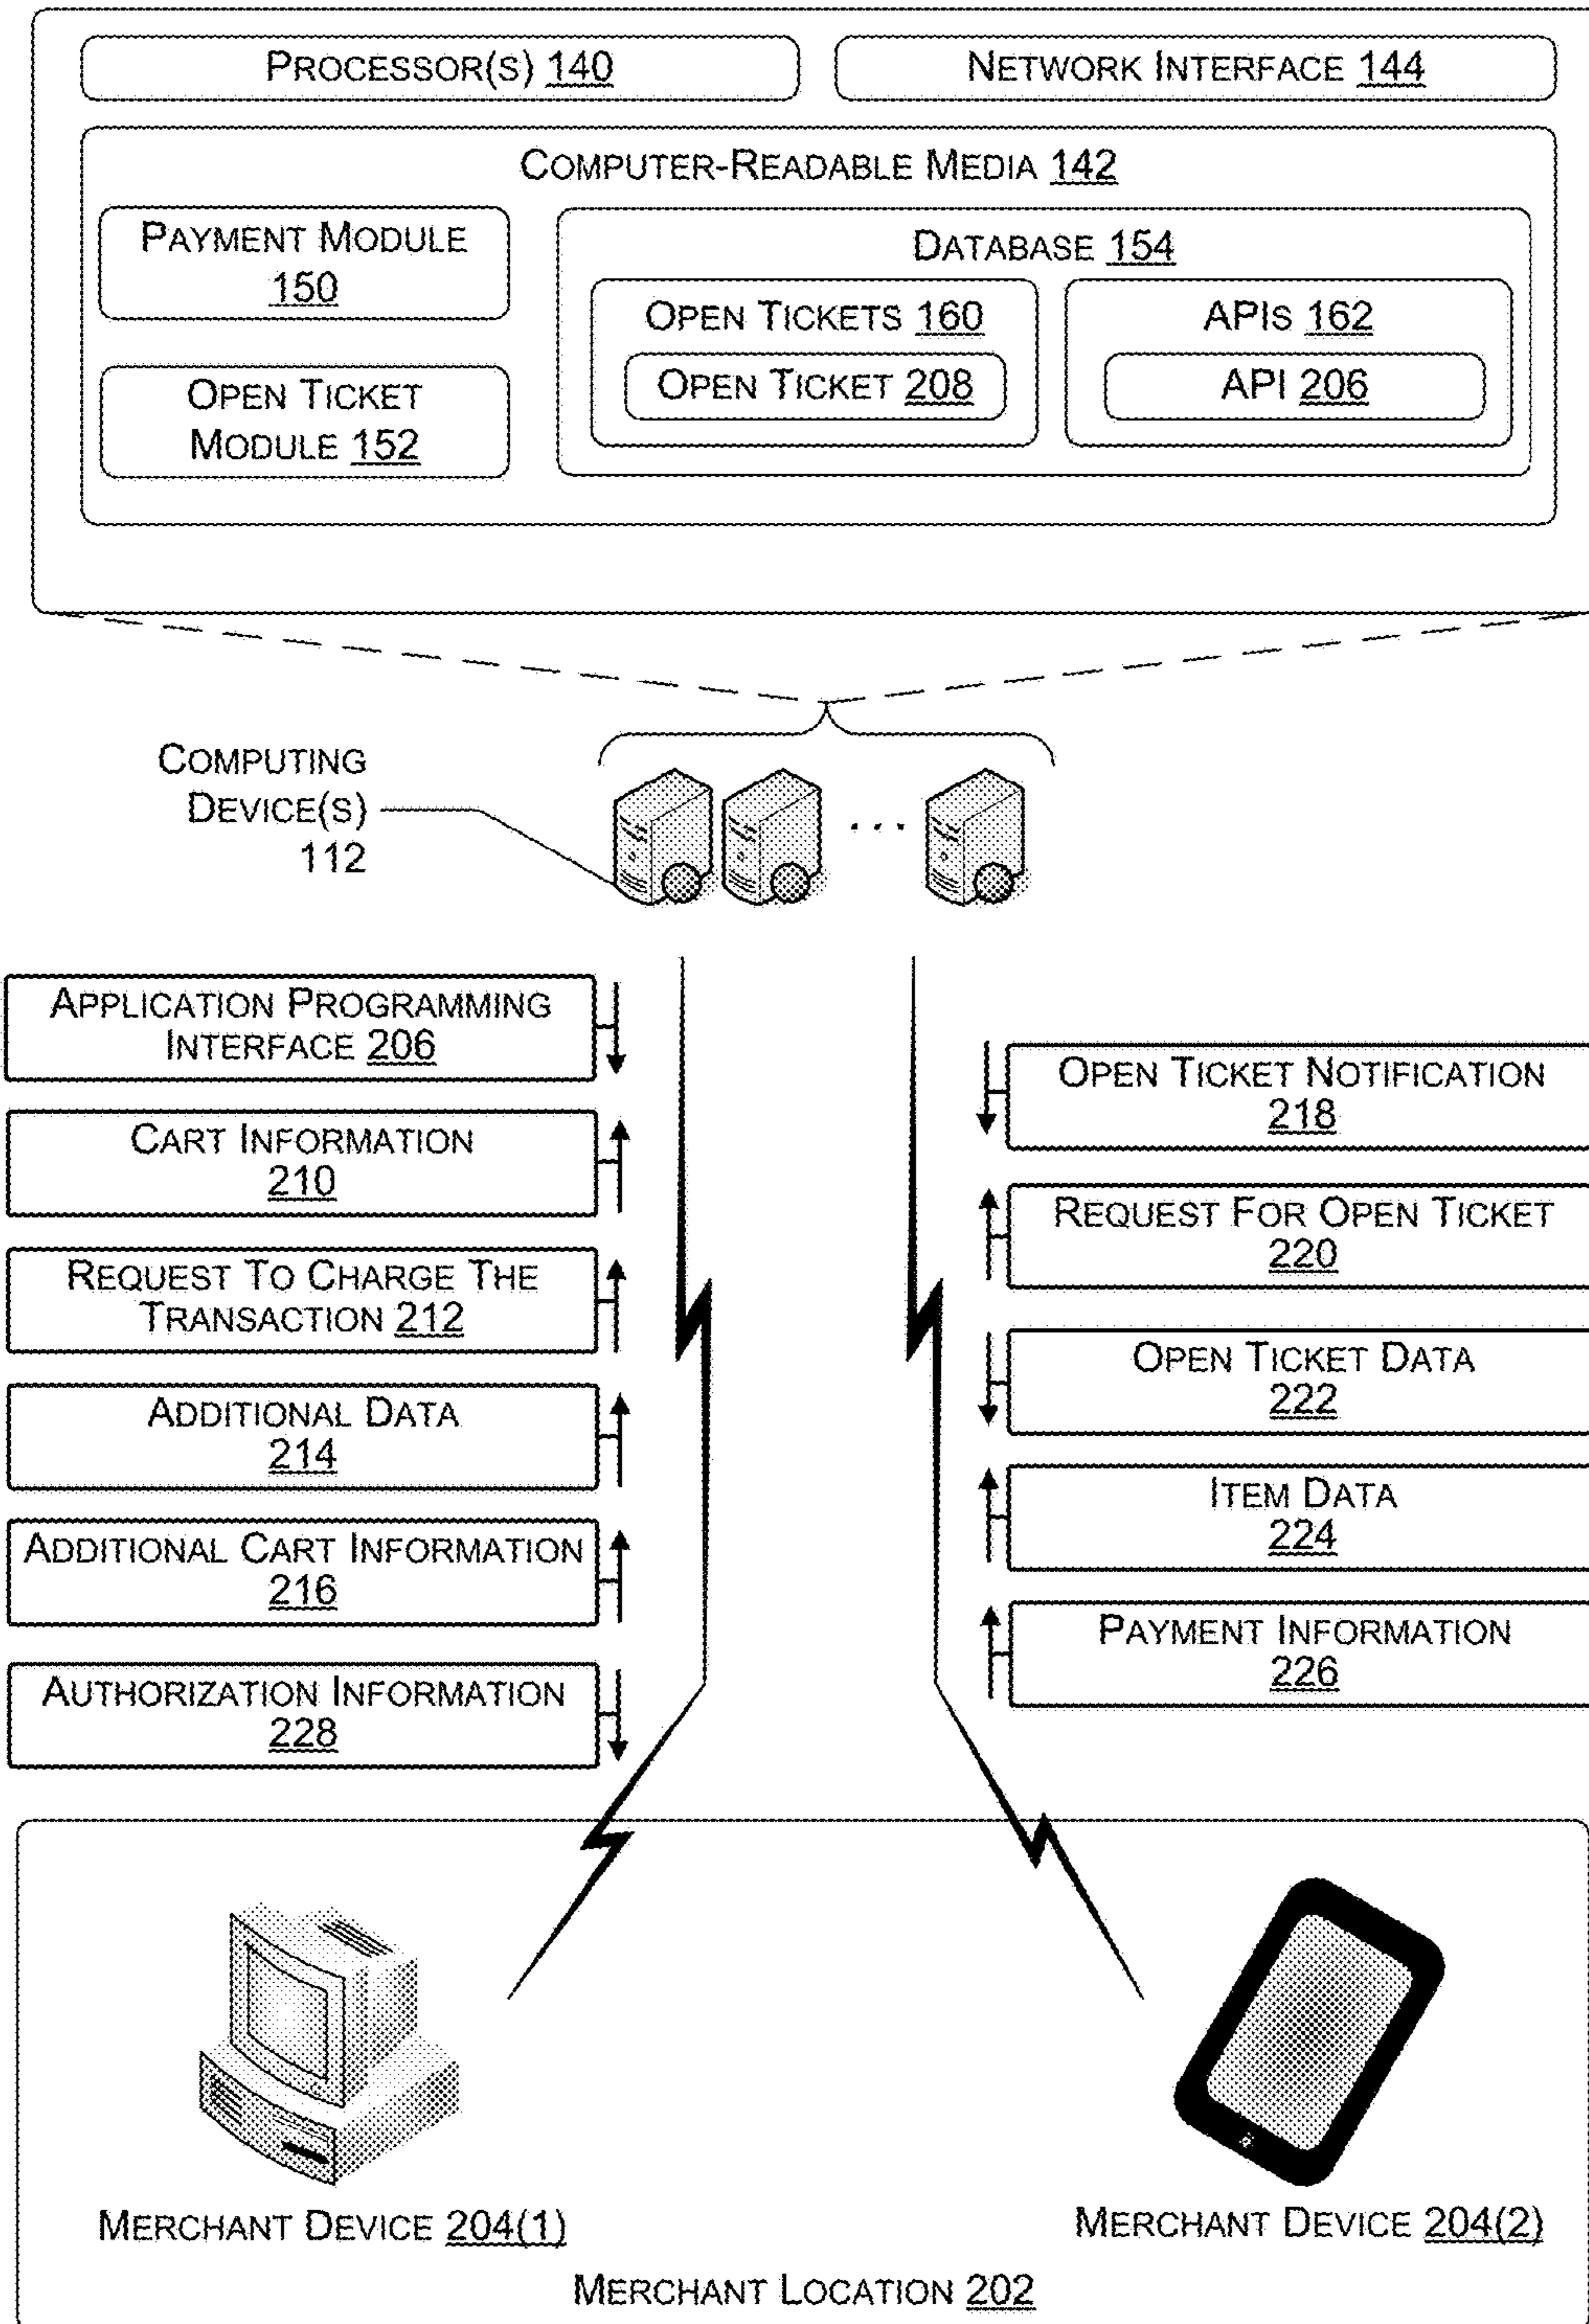 PROCESSOR(S) 140
NETWORK INTERFACE 144
COMPUTER-READABLE MEDIA 142
PAYMENT MODULE
150
OPEN TICKET
MODULE 152
DATABASE 154
OPEN TICKETS 160
OPEN TICKET 208
APIS 162
API 206
COMPUTING
DEVICE(S)
112
...
APPLICATION PROGRAMMING
INTERFACE 206
CART INFORMATION
210
REQUEST TO CHARGE THE
TRANSACTION 212
ADDITIONAL DATA
214
ADDITIONAL CART INFORMATION
216
AUTHORIZATION INFORMATION
228
OPEN TICKET NOTIFICATION
218
REQUEST FOR OPEN TICKET
220
OPEN TICKET DATA
222
ITEM DATA
224
PAYMENT INFORMATION
226
MERCHANT DEVICE 204(1)
MERCHANT DEVICE 204(2)
MERCHANT LOCATION 202